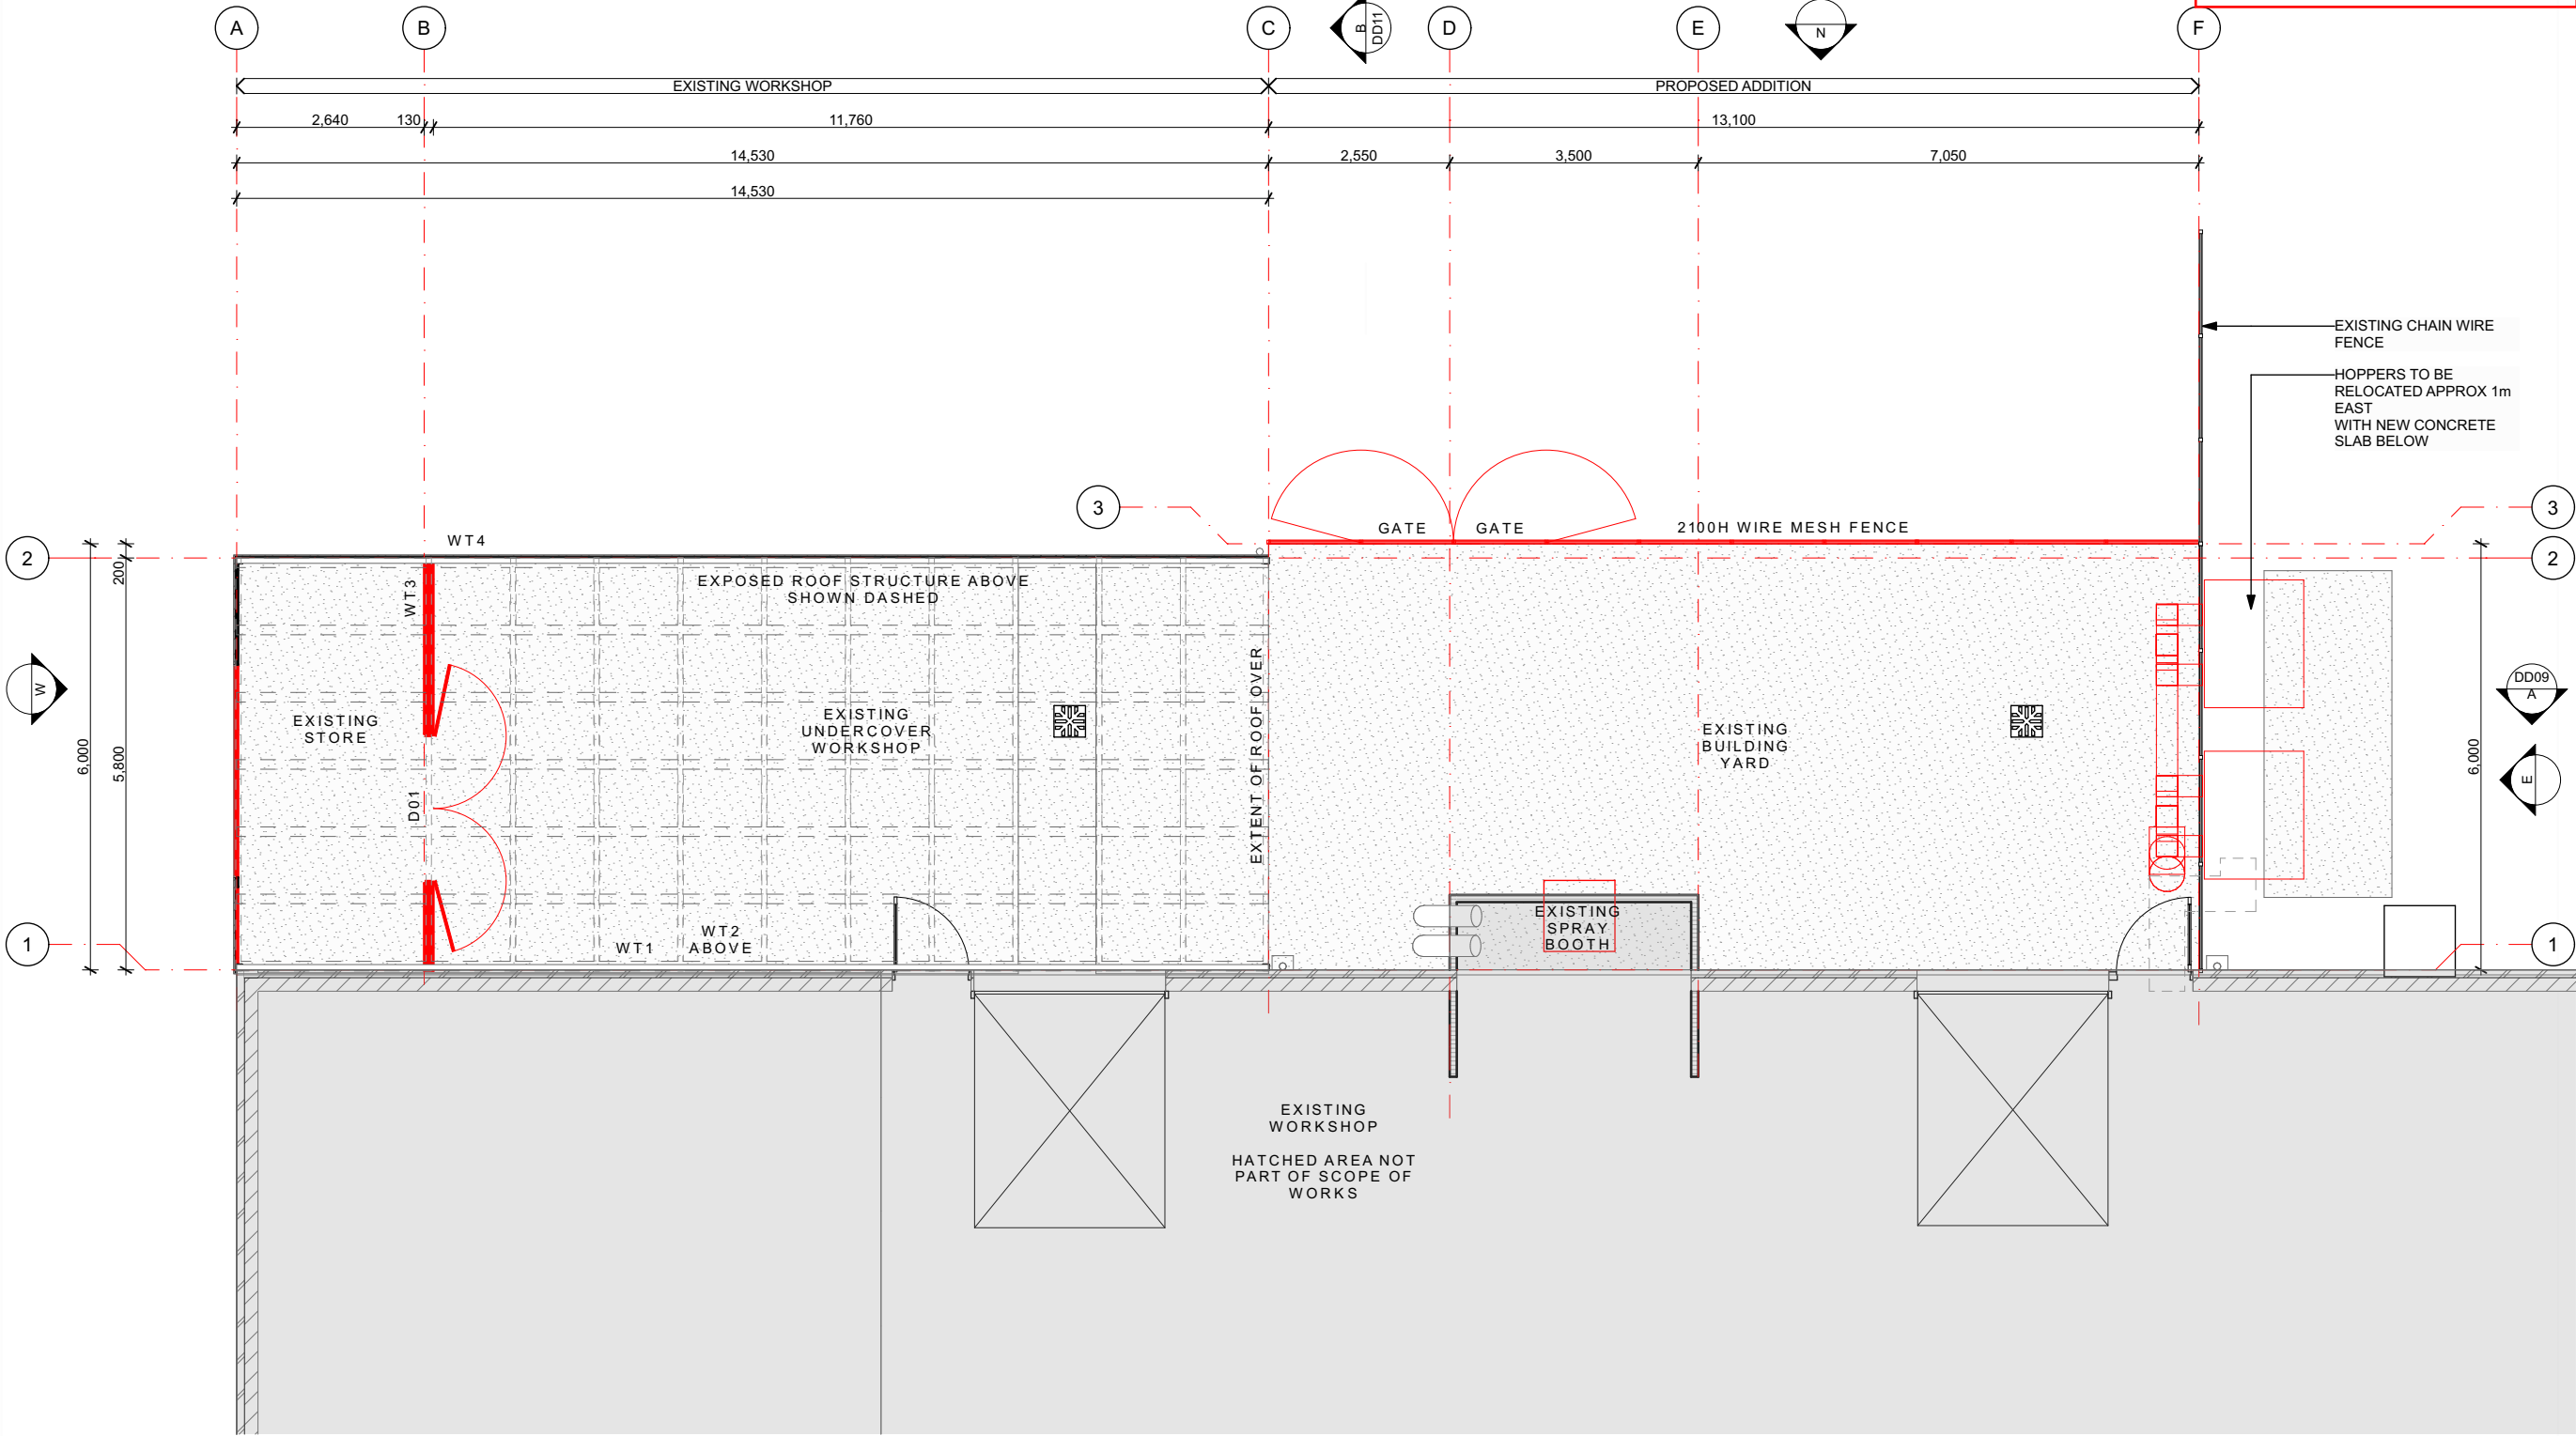 A
B
C
B
DD11
D
E
N
F
EXISTING WORKSHOP
PROPOSED ADDITION
2,640
130
11,760
13,100
14,530
2,550
3,500
7,050
14,530
EXISTING CHAIN WIRE
FENCE
HOPPERS TO BE
RELOCATED APPROX 1m
EAST
WITH NEW CONCRETE
SLAB BELOW
3
3
GATE
GATE
2100H WIRE MESH FENCE
WT4
2
2
200
WT3
EXPOSED ROOF STRUCTURE ABOVE
SHOWN DASHED
W
EXISTING
STORE
EXISTING
UNDERCOVER
WORKSHOP
EXTENT OF ROOF OVER
EXISTING
BUILDING
YARD
DD09
A
E
6,000
5,800
6,000
D01
EXISTING
SPRAY
BOOTH
WT1
WT2
ABOVE
1
1
EXISTING
WORKSHOP
HATCHED AREA NOT
PART OF SCOPE OF
WORKS